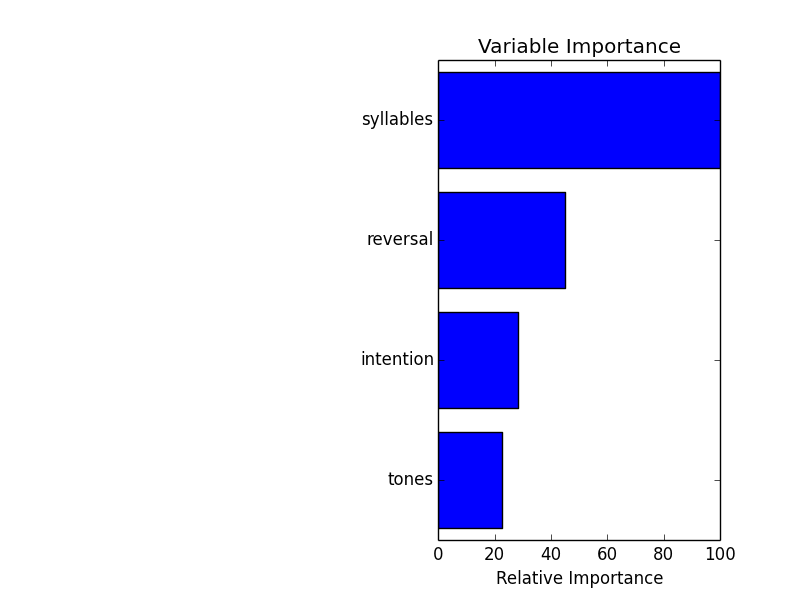 Variable Importance
syllables
reversal
intention
tones
0 20 40 60 80 100
Relative Importance